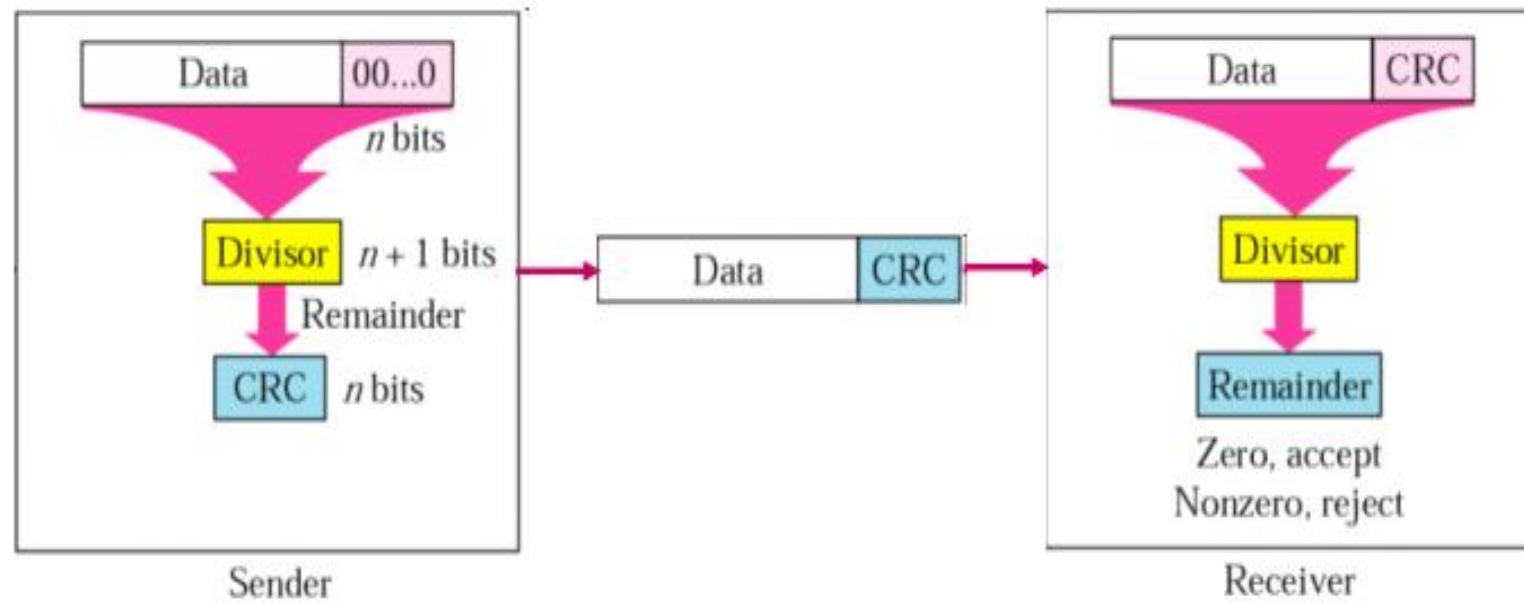 Data 00...0
n bits
Divisor n + 1 bits
Remainder
CRC n bits
Sender
Data CRC
Data CRC
Divisor
Remainder
Zero, accept
Nonzero, reject
Receiver